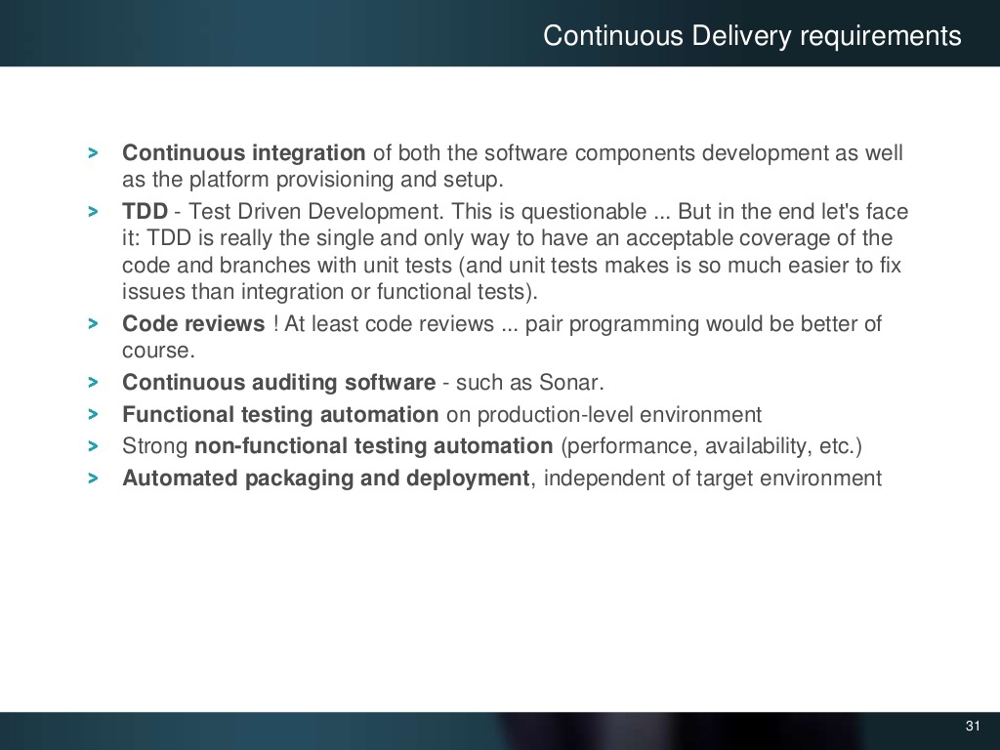 Continuous Delivery requirements
> Continuous integration of both the software components development as well
as the platform provisioning and setup.
> TDD - Test Driven Development. This is questionable ... But in the end let's face
it: TDD is really the single and only way to have an acceptable coverage of the
code and branches with unit tests (and unit tests makes is so much easier to fix
issues than integration or functional tests).
> Code reviews ! At least code reviews ... pair programming would be better of
course.
> Continuous auditing software - such as Sonar.
> Functional testing automation on production-level environment
> Strong non-functional testing automation (performance, availability, etc.)
> Automated packaging and deployment, independent of target environment
31